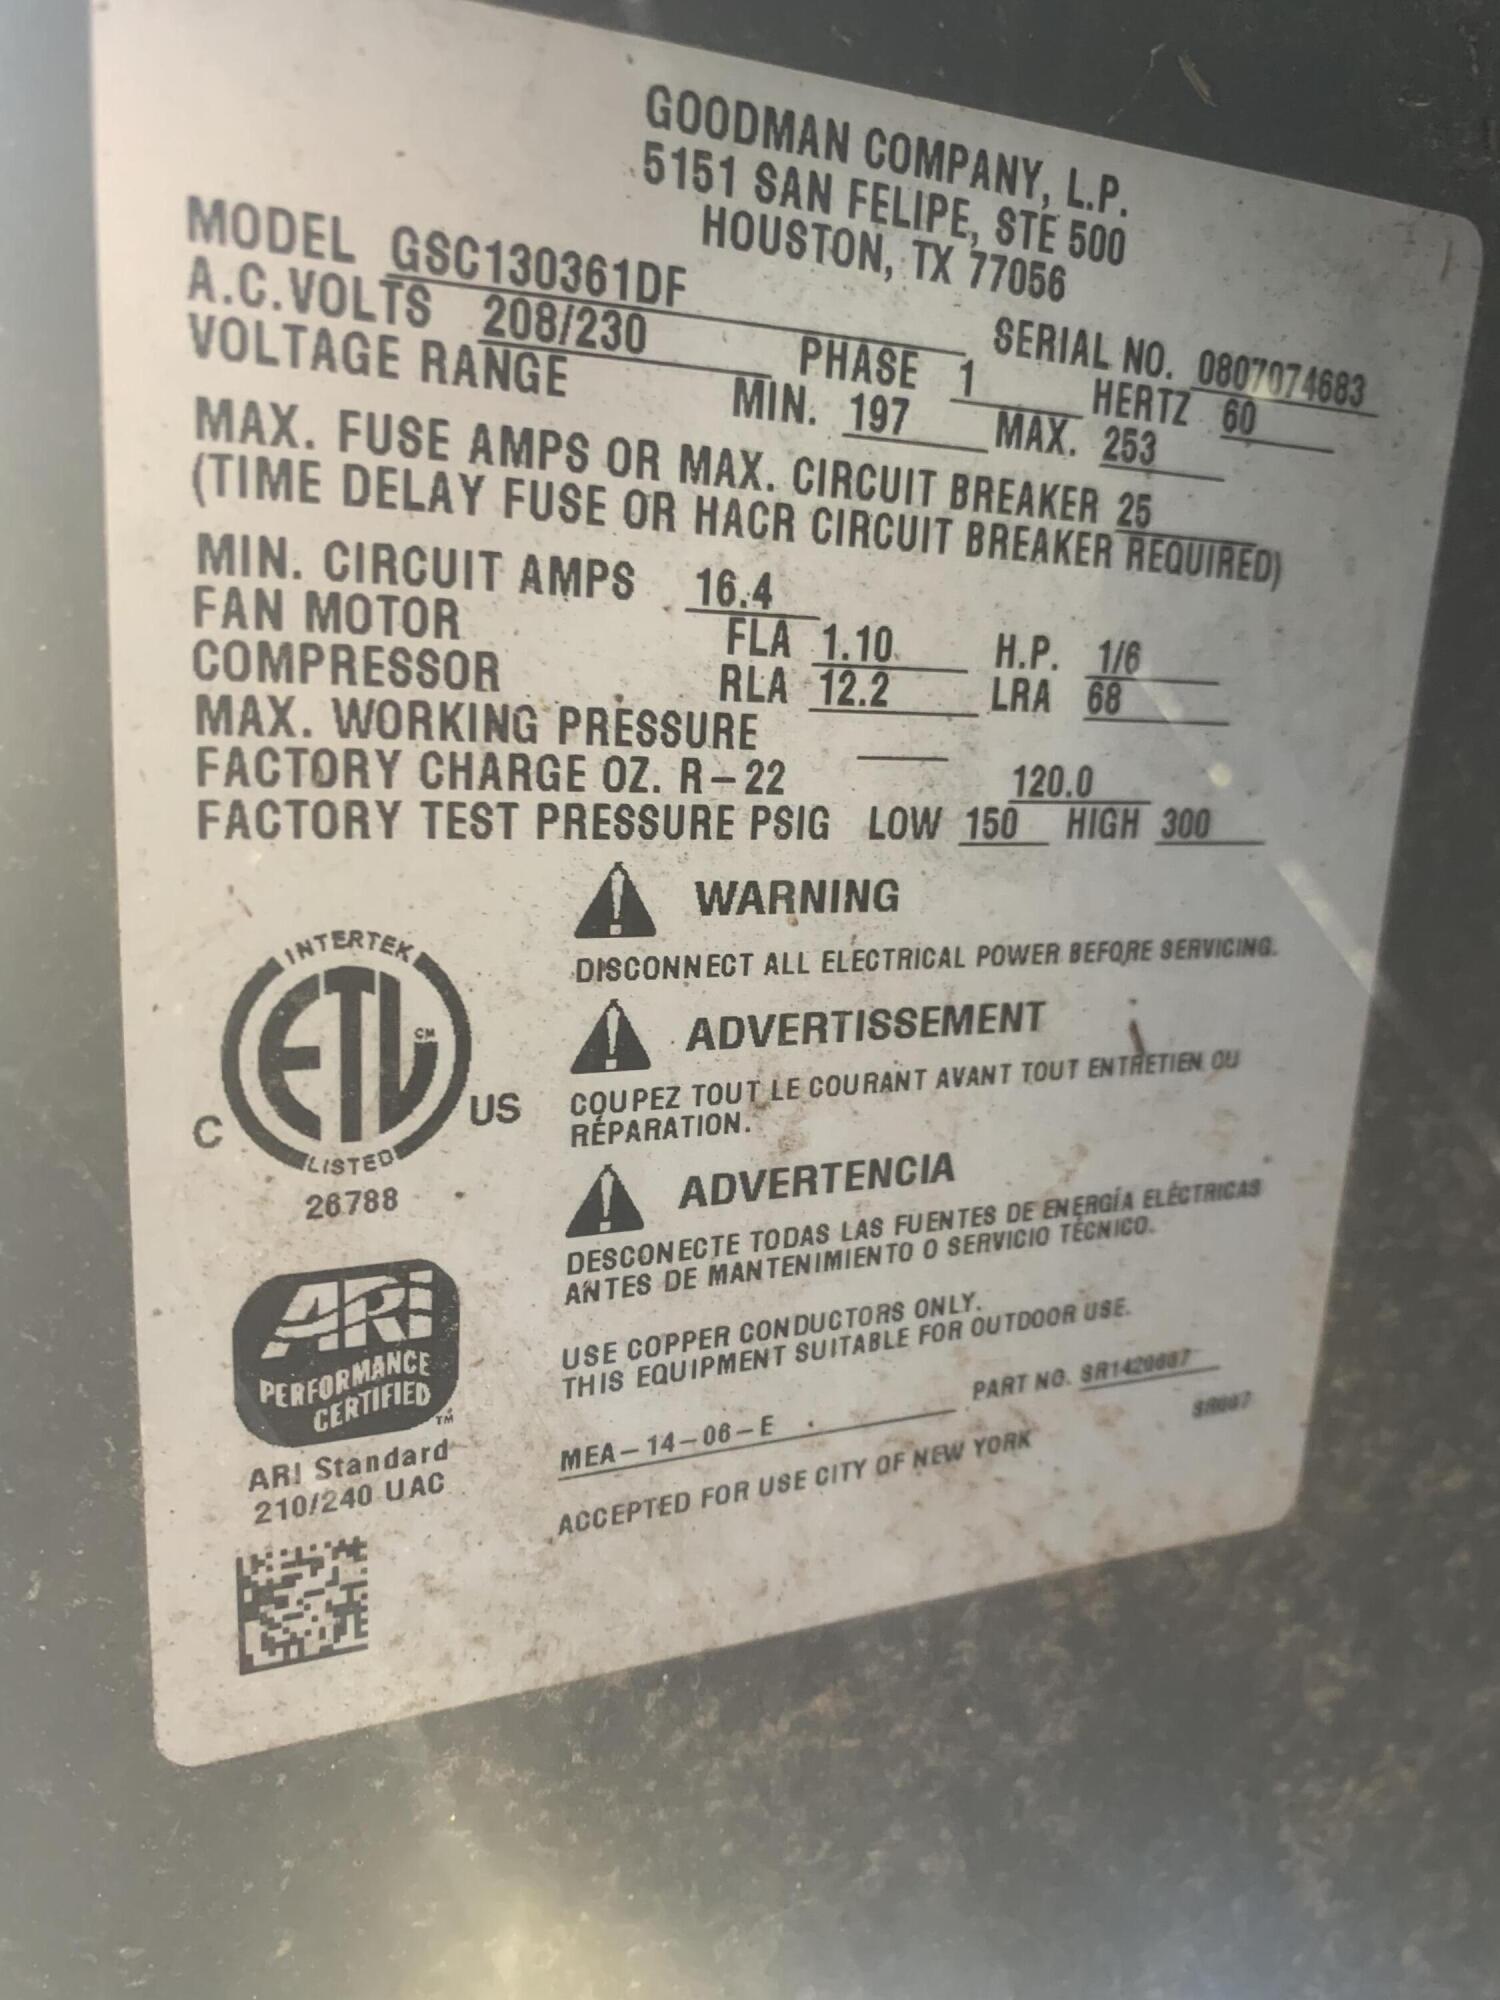 GOODMAN COMPANY, L.P.
5151 SAN FELIPE, STE 500
HOUSTON, TX 77056
MODEL GSC130361DF SERIAL NO. 0807074683
A.C.VOLTS 208/230 PHASE 1 HERTZ 60
VOLTAGE RANGE MIN. 197 MAX. 253
MAX. FUSE AMPS OR MAX. CIRCUIT BREAKER 25
(TIME DELAY FUSE OR HACR CIRCUIT BREAKER REQUIRED)
MIN. CIRCUIT AMPS 16.4
FAN MOTOR FLA 1.10 H.P. 1/6
COMPRESSOR RLA 12.2 LRA 68
MAX. WORKING PRESSURE
FACTORY CHARGE OZ. R-22 120.0
FACTORY TEST PRESSURE PSIG LOW 150 HIGH 300
WARNING
DISCONNECT ALL ELECTRICAL POWER BEFORE SERVICING.
ADVERTISSEMENT
COUPEZ TOUT LE COURANT AVANT TOUT ENTRETIEN OU
RÉPARATION.
ADVERTENCIA
DESCONECTE TODAS LAS FUENTES DE ENERGÍA ELÉCTRICAS
ANTES DE MANTENIMIENTO O SERVICIO TÉCNICO.
USE COPPER CONDUCTORS ONLY.
THIS EQUIPMENT SUITABLE FOR OUTDOOR USE.
PART NO.
MEA-14-06-E
ACCEPTED FOR USE CITY OF NEW YORK
INTERTEK
ETL CM
C US
LISTED
26788
ARI
PERFORMANCE
CERTIFIED
TM
ARI Standard
210/240 UAC